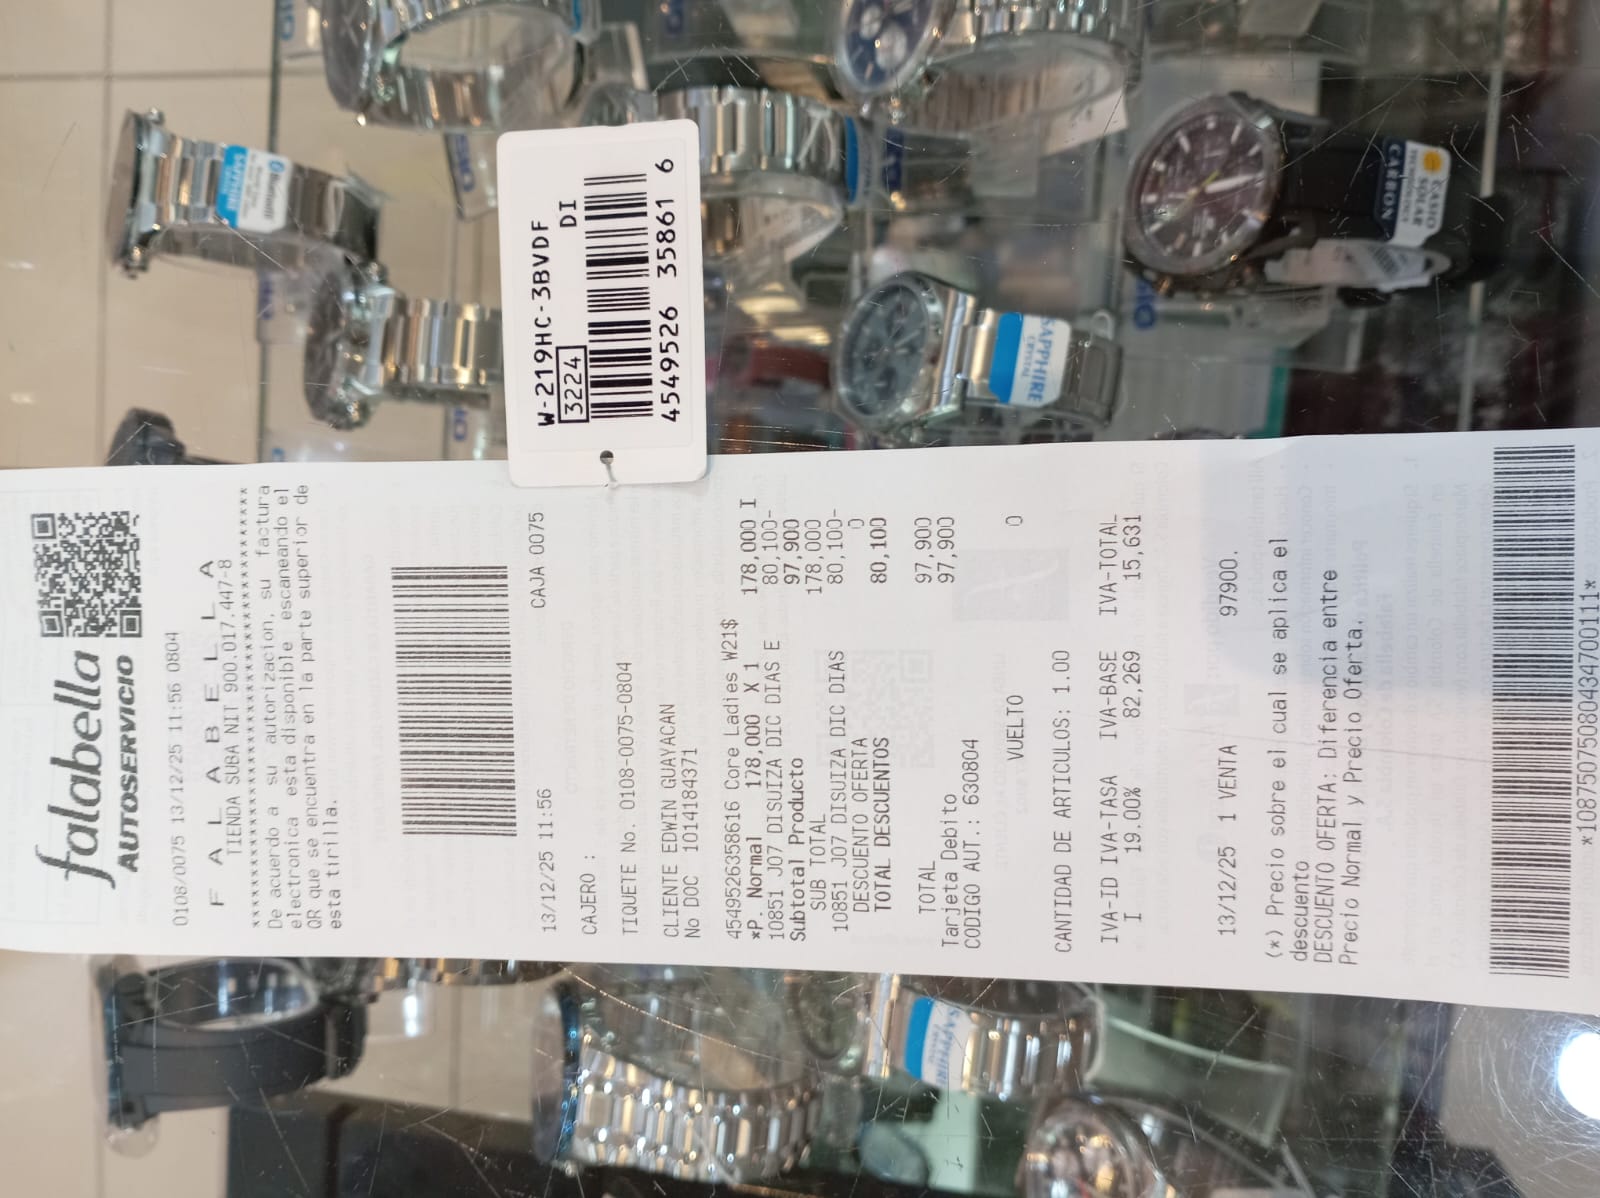 falabella
AUTOSERVICIO
0108/0075 13/12/25 11:56 0804
F A L A B E L L A
TIENDA SUBA NIT 900.017.447-8
****************************************
De acuerdo a su autorizacion, su factura
electronica esta disponible escaneando el
QR que se encuentra en la parte superior de
esta tirilla.
13/12/25 11:56 CAJA 0075
CAJERO :
TIQUETE No. 0108-0075-0804
CLIENTE EDWIN GUAYACAN
No DOC 1014184371
4549526358616 Core Ladies W21$
*P. Normal 178,000 X 1 178,000 I
10851 J07 DISUIZA DIC DIAS E 80,100-
Subtotal Producto 97,900
SUB TOTAL 178,000
10851 J07 DISUIZA DIC DIAS 80,100-
DESCUENTO OFERTA 0
TOTAL DESCUENTOS 80,100
TOTAL 97,900
Tarjeta Debito 97,900
CODIGO AUT.: 630804
VUELTO 0
CANTIDAD DE ARTICULOS: 1.00
IVA-ID IVA-TASA IVA-BASE IVA-TOTAL
I 19.00% 82,269 15,631
13/12/25 1 VENTA 97900.
(*) Precio sobre el cual se aplica el
descuento
DESCUENTO OFERTA: Diferencia entre
Precio Normal y Precio Oferta.
*10875075080434700111*
W-219HC-3BVDF
3224 DI
4549526 35861 6
SAPPHIRE
CRYSTAL
CASIO
SOLAR
CARBON
SAPPHIRE